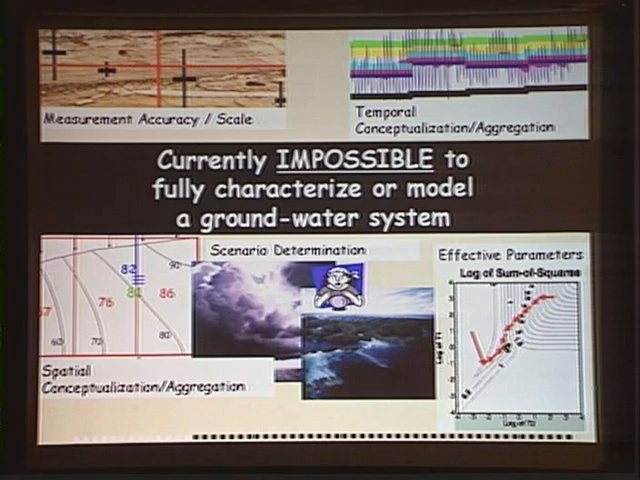 Measurement Accuracy / Scale
Temporal
Conceptualization/Aggregation
Currently IMPOSSIBLE to
fully characterize or model
a ground-water system
Scenario Determination
Effective Parameters
Log of Sum-of-Squares
82
90
76
81
86
60
70
80
Spatial
Conceptualization/Aggregation